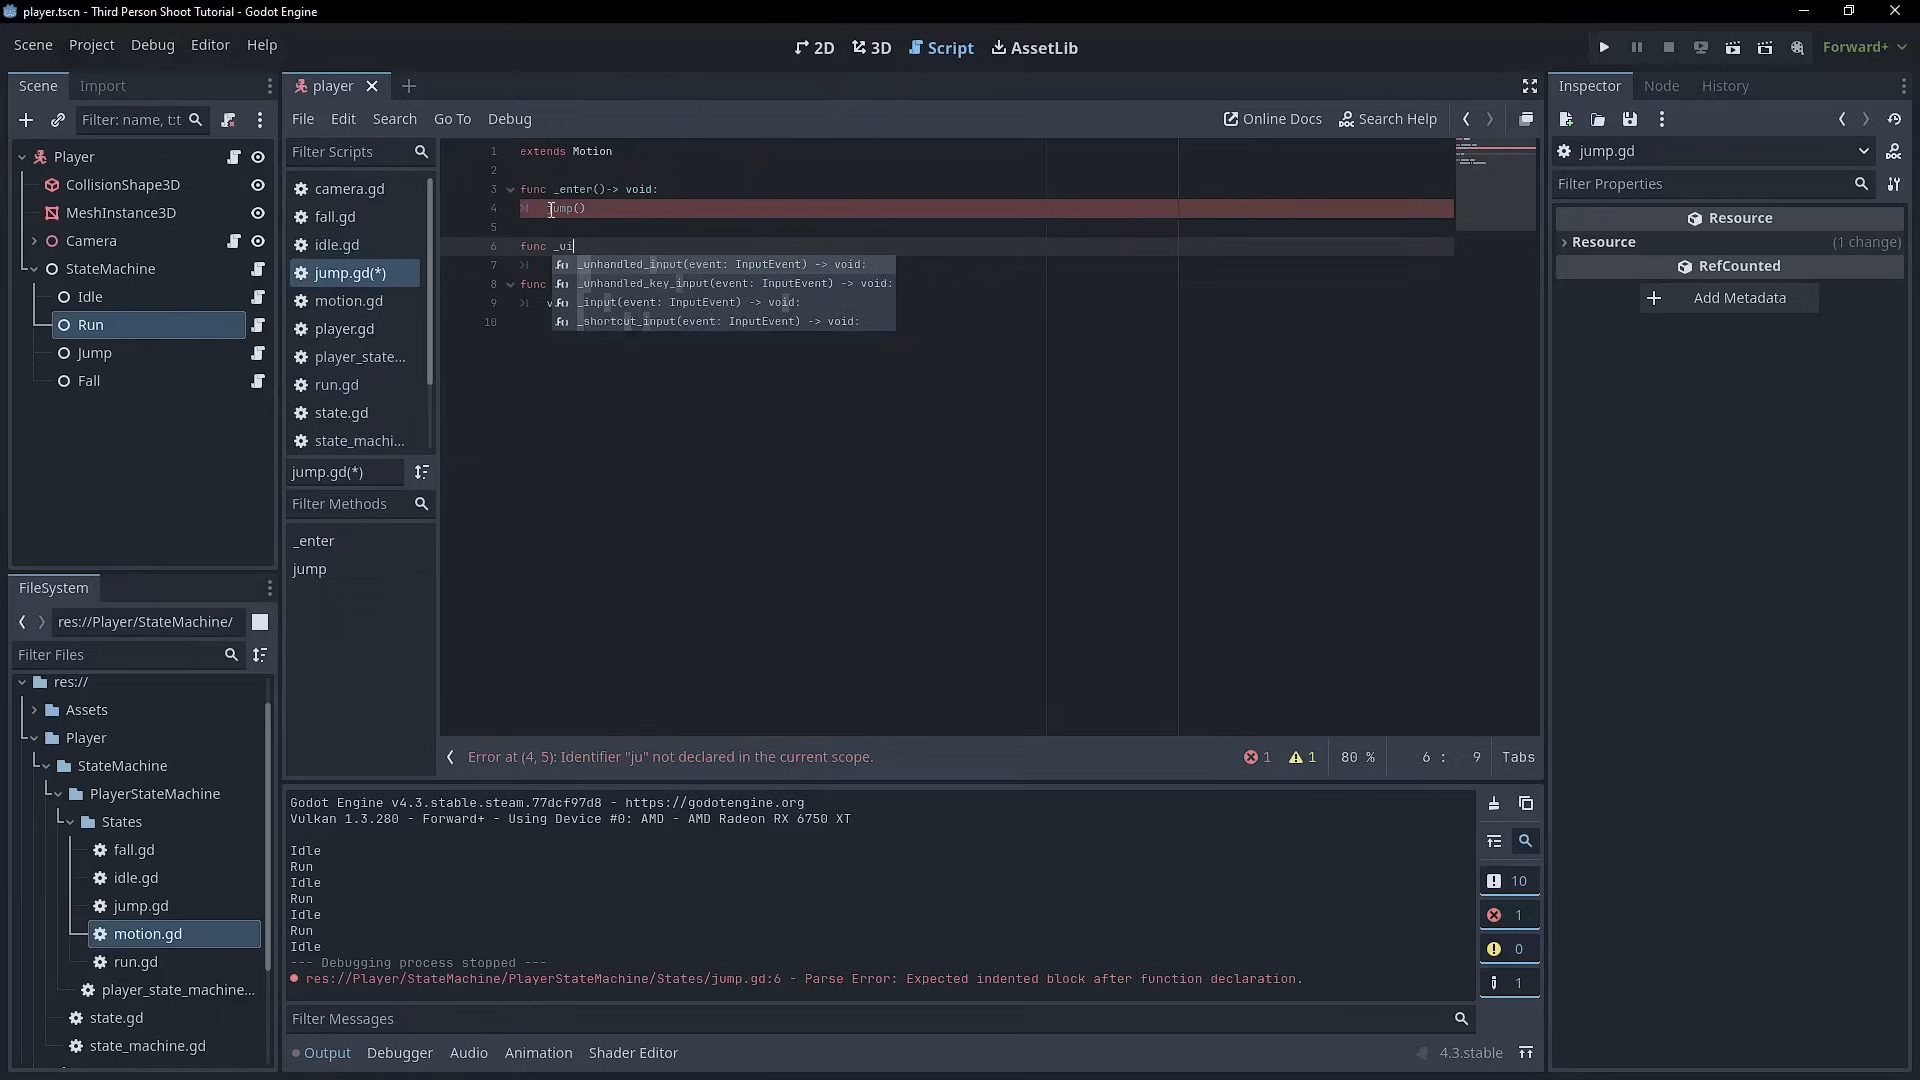 player.tscn - Third Person Shoot Tutorial - Godot Engine
Scene Project Debug Editor Help
2D 3D Script AssetLib
Forward+
Scene Import
Filter: name, t:t
Player
CollisionShape3D
MeshInstance3D
Camera
StateMachine
Idle
Run
Jump
Fall
FileSystem
res://Player/StateMachine/
Filter Files
res://
Assets
Player
StateMachine
PlayerStateMachine
States
fall.gd
idle.gd
jump.gd
motion.gd
run.gd
player_state_machine...
state.gd
state_machine.gd
player
File Edit Search Go To Debug
Online Docs Search Help
Filter Scripts
camera.gd
fall.gd
idle.gd
jump.gd(*)
motion.gd
player.gd
player_state...
run.gd
state.gd
state_machi...
jump.gd(*)
Filter Methods
_enter
jump
1 extends Motion
2
3 func _enter()-> void:
4 jump()
5
6 func _ui
7
8 func
9 v
10
_unhandled_input(event: InputEvent) -> void:
_unhandled_key_input(event: InputEvent) -> void:
_input(event: InputEvent) -> void:
_shortcut_input(event: InputEvent) -> void:
Error at (4, 5): Identifier "ju" not declared in the current scope.
1 1 80 % 6 : 9 Tabs
Godot Engine v4.3.stable.steam.77dcf97d8 - https://godotengine.org
Vulkan 1.3.280 - Forward+ - Using Device #0: AMD - AMD Radeon RX 6750 XT
Idle
Run
Idle
Run
Idle
Run
Idle
--- Debugging process stopped ---
res://Player/StateMachine/PlayerStateMachine/States/jump.gd:6 - Parse Error: Expected indented block after function declaration.
10
1
0
1
Filter Messages
Output Debugger Audio Animation Shader Editor
4.3.stable
Inspector Node History
jump.gd
Filter Properties
Resource
Resource (1 change)
RefCounted
Add Metadata